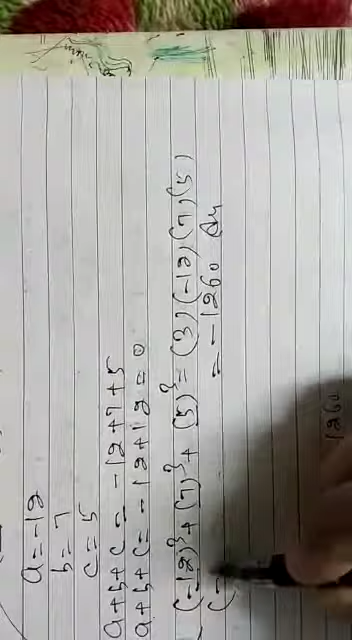 a = -12
b = 7
c = 5
a+b+c = -12+7+5
a+b+c = -12+12 = 0
(-12)³+(7)³+(5)³ = (3)(-12)(7)(5)
= -1260 Ans
(-
1260